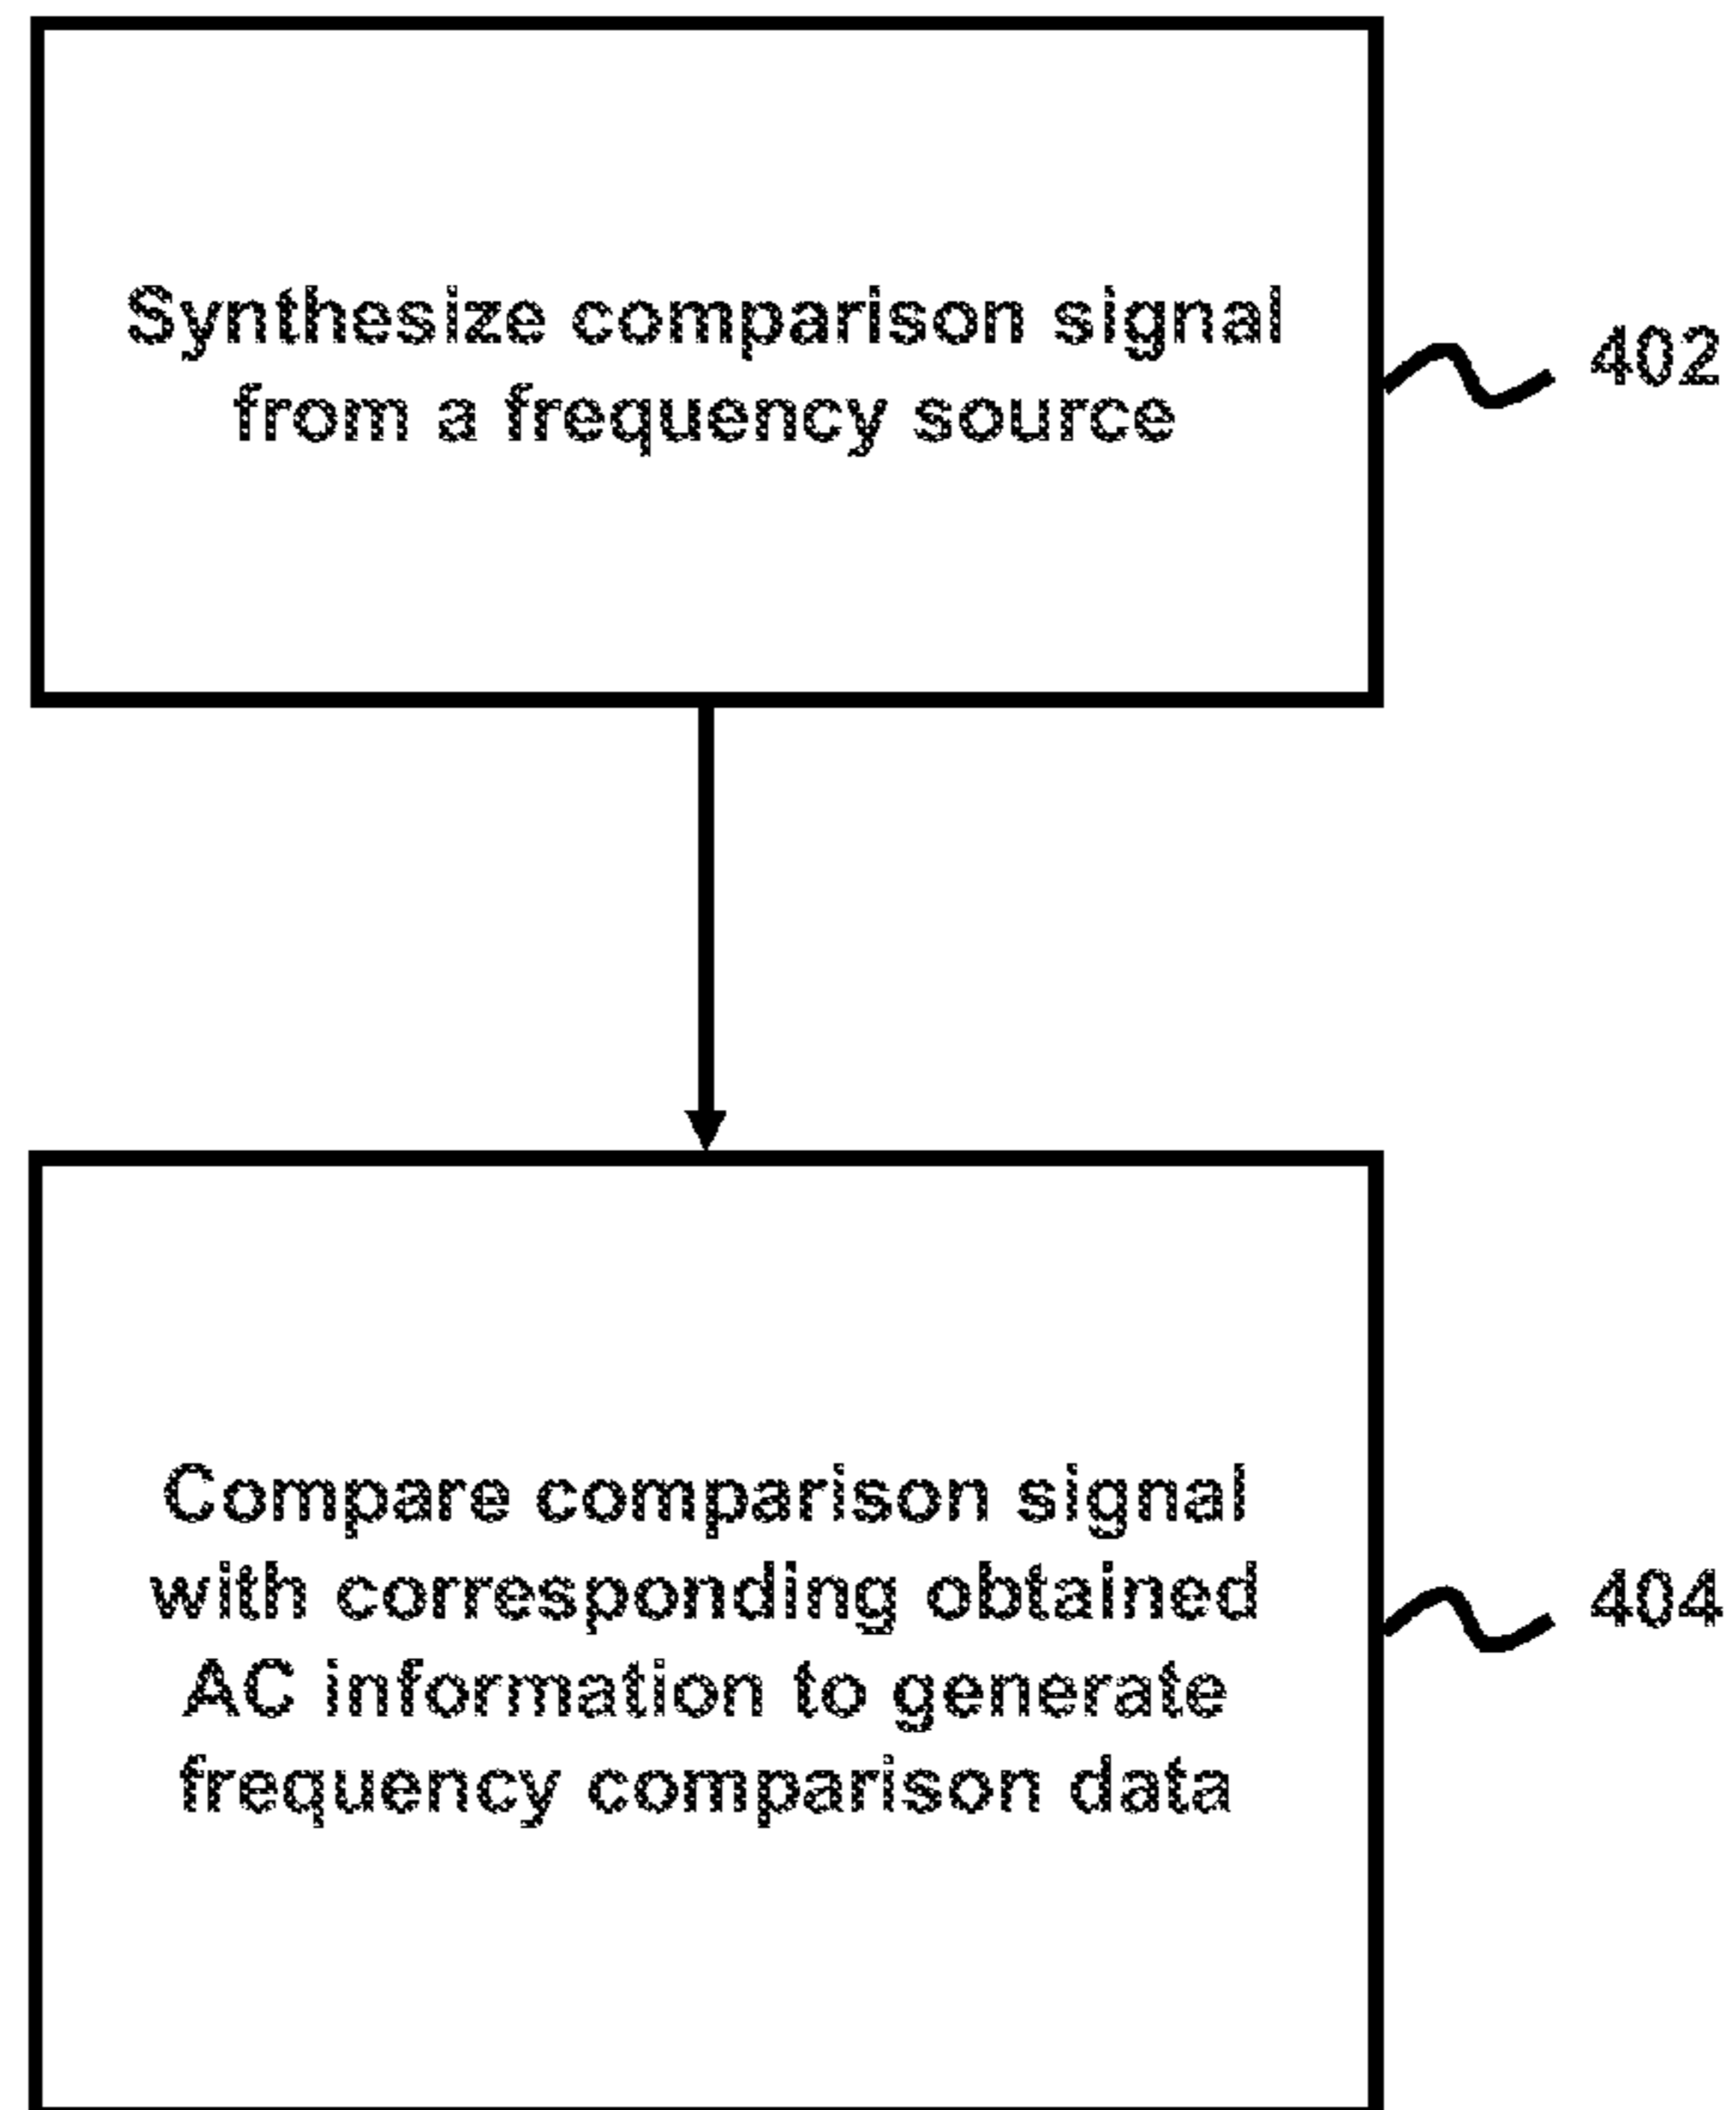 Synthesize comparison signal
from a frequency source
402
Compare comparison signal
with corresponding obtained
AC information to generate
frequency comparison data
404